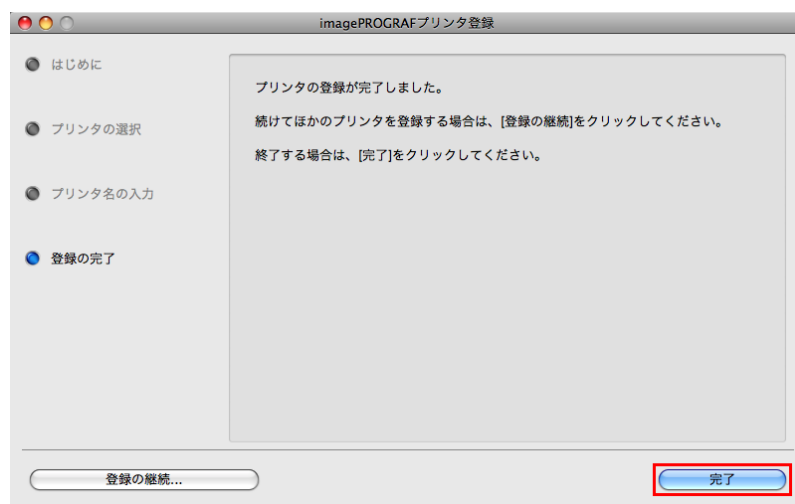 imagePROGRAFプリンタ登録
はじめに
プリンタの選択
プリンタ名の入力
登録の完了
プリンタの登録が完了しました。
続けてほかのプリンタを登録する場合は、[登録の継続]をクリックしてください。
終了する場合は、[完了]をクリックしてください。
登録の継続...
完了